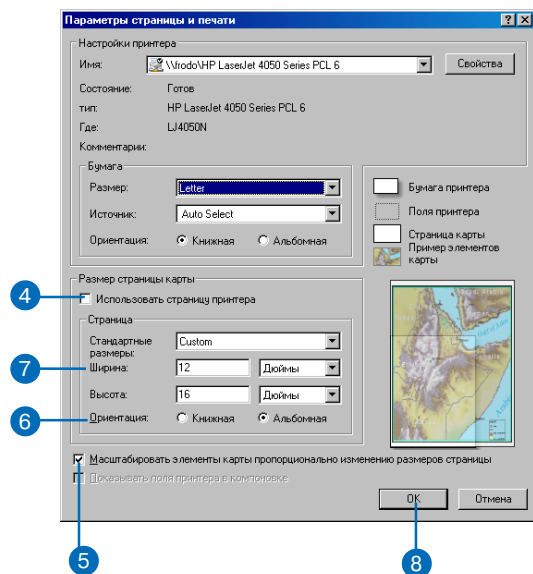 Параметры страницы и печати
Настройки принтера
Имя: \\frodo\HP LaserJet 4050 Series PCL 6 Свойства
Состояние: Готов
тип: HP LaserJet 4050 Series PCL 6
Где: LJ4050N
Комментарии:
Бумага
Размер: Letter
Источник: Auto Select
Ориентация: Книжная Альбомная
Бумага принтера
Поля принтера
Страница карты
Пример элементов
карты
Размер страницы карты
4 Использовать страницу принтера
Страница
Стандартные
размеры: Custom
7 Ширина: 12 Дюймы
Высота: 16 Дюймы
6 Ориентация: Книжная Альбомная
Масштабировать элементы карты пропорционально изменению размеров страницы
Показывать поля принтера в компоновке
OK Отмена
5 8